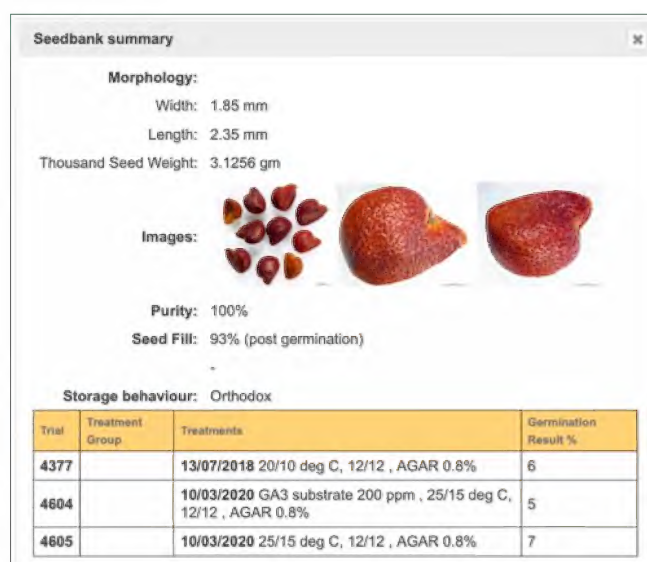 Seedbank summary
Morphology:
Width: 1.85 mm
Length: 2.35 mm
Thousand Seed Weight: 3.1256 gm
Images:
Purity: 100%
Seed Fill: 93% (post germination)
-
Storage behaviour: Orthodox
Trial Treatment Group Treatments Germination Result %
4377 13/07/2018 20/10 deg C, 12/12 , AGAR 0.8% 6
4604 10/03/2020 GA3 substrate 200 ppm , 25/15 deg C,
12/12 , AGAR 0.8% 5
4605 10/03/2020 25/15 deg C, 12/12 , AGAR 0.8% 7